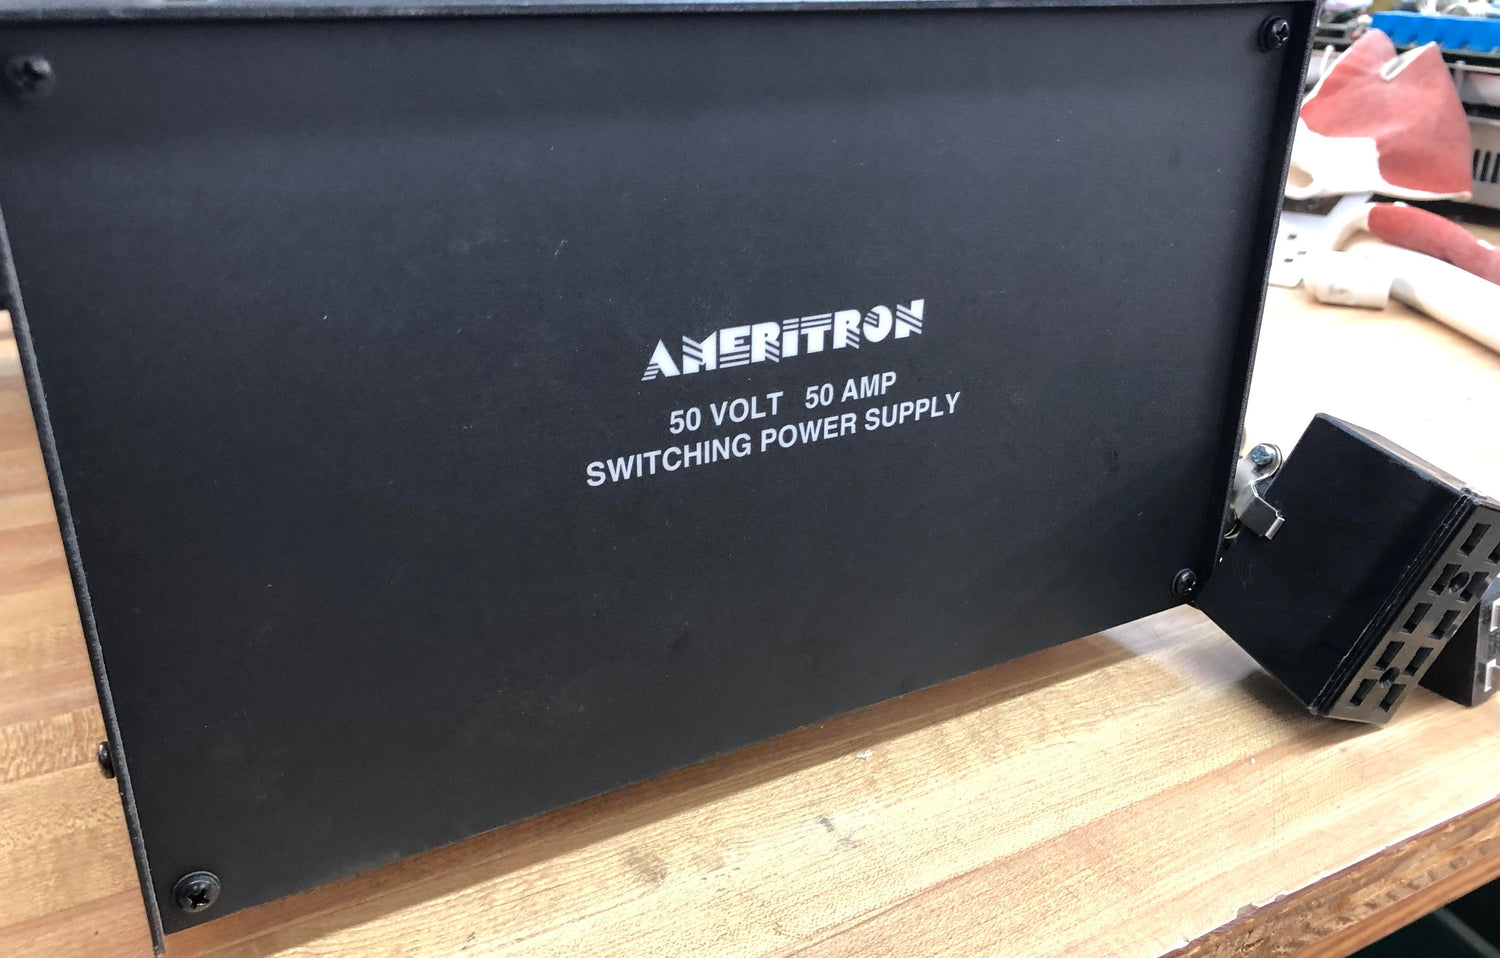 AMERITRON
50 VOLT 50 AMP
SWITCHING POWER SUPPLY